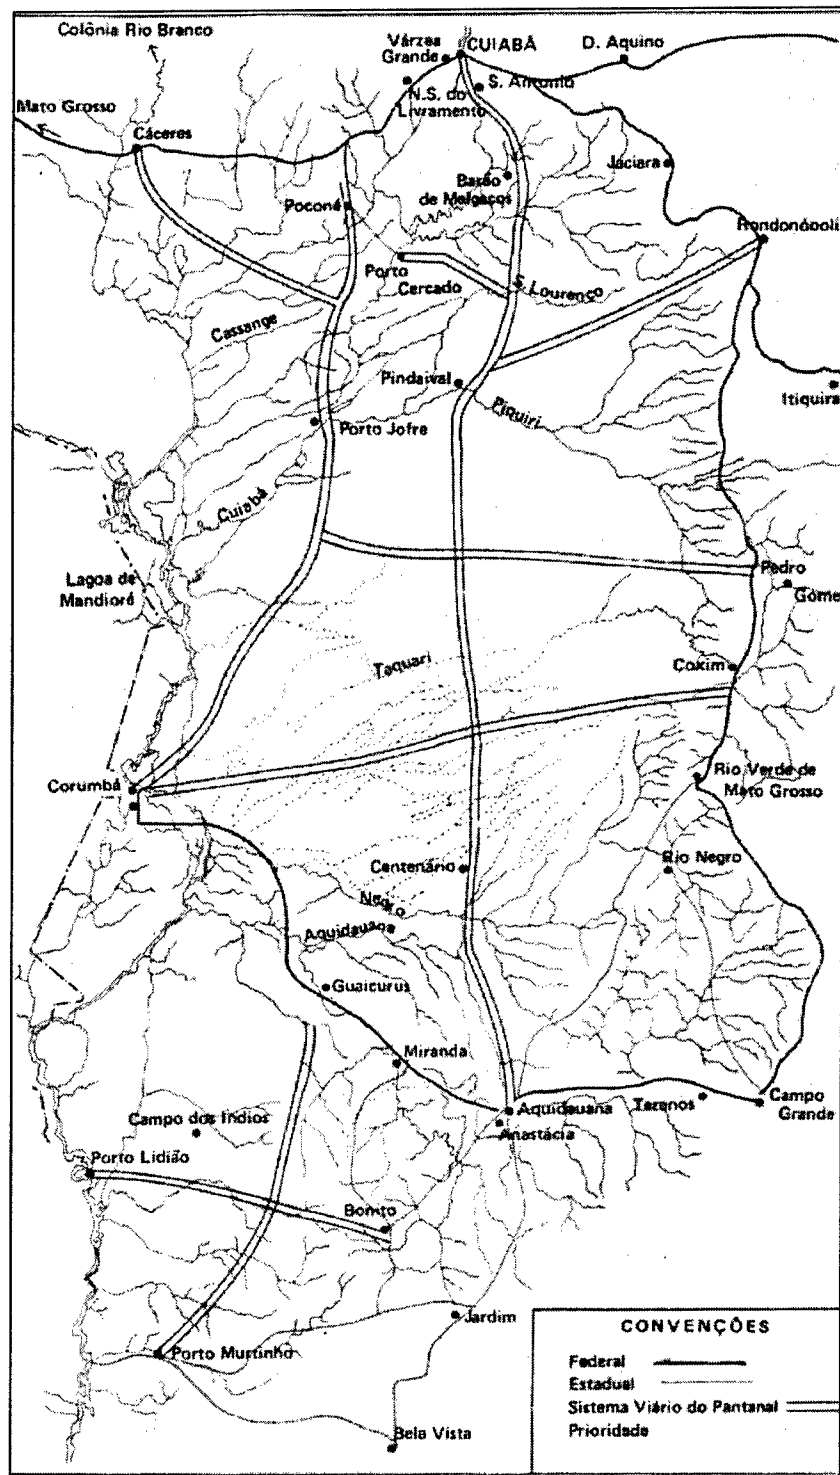 Colônia Rio Branco
Várzea
Grande
CUIABÁ
D. Aquino
S. Antonio
N.S. do
Livramento
Mato Grosso
Cáceres
Jaciara
Barão
de Melgaços
Poconé
Rondonópoli
Porto
Cercado
S. Lourenço
Cassange
Pindaival
Itiquira
Piquiri
Porto Jofre
Cuiabá
Pedro
Gome
Lagoa de
Mandioré
Taquari
Coxim
Corumbá
Rio Verde de
Mato Grosso
Centenário
Rio Negro
Negro
Aquidauana
Guaicurus
Miranda
Campo dos Índios
Aquidauana
Terenos
Campo
Grande
Anastácia
Porto Lidião
Bonito
Jardim
Porto Murtinho
Bela Vista
CONVENÇÕES
Federal
Estadual
Sistema Viário do Pantanal
Prioridade